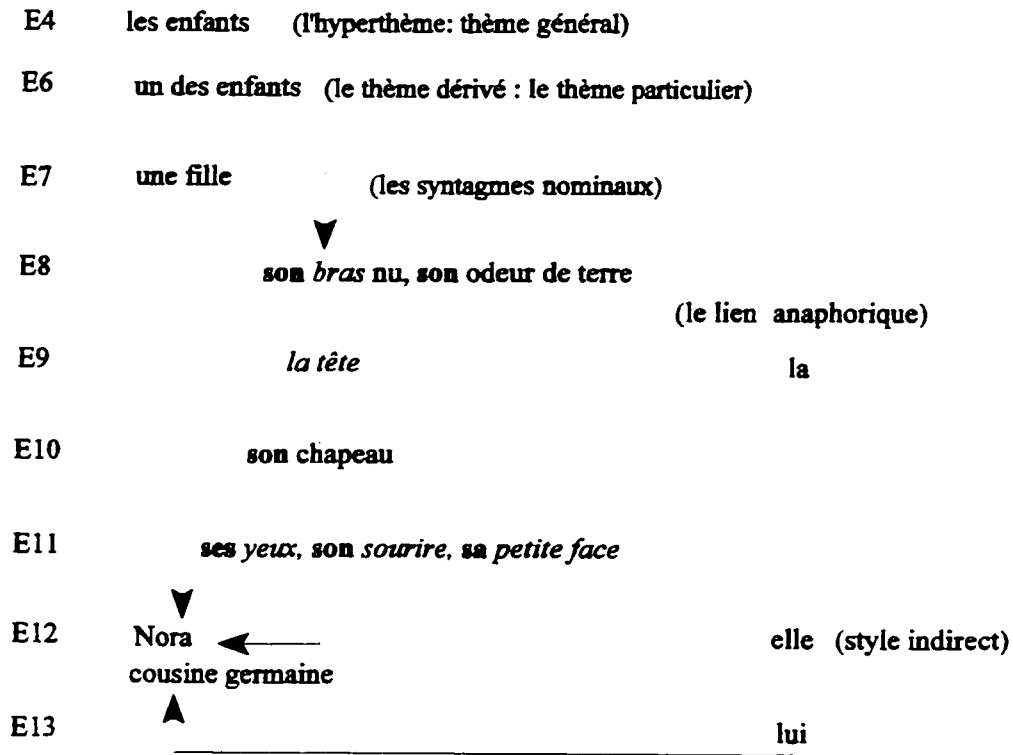 E4 les enfants (l'hyperthème: thème général)
E6 un des enfants (le thème dérivé : le thème particulier)
E7 une fille (les syntagmes nominaux)
E8 son bras nu, son odeur de terre
(le lien anaphorique)
E9 la tête la
E10 son chapeau
E11 ses yeux, son sourire, sa petite face
E12 Nora elle (style indirect)
cousine germaine
E13 lui